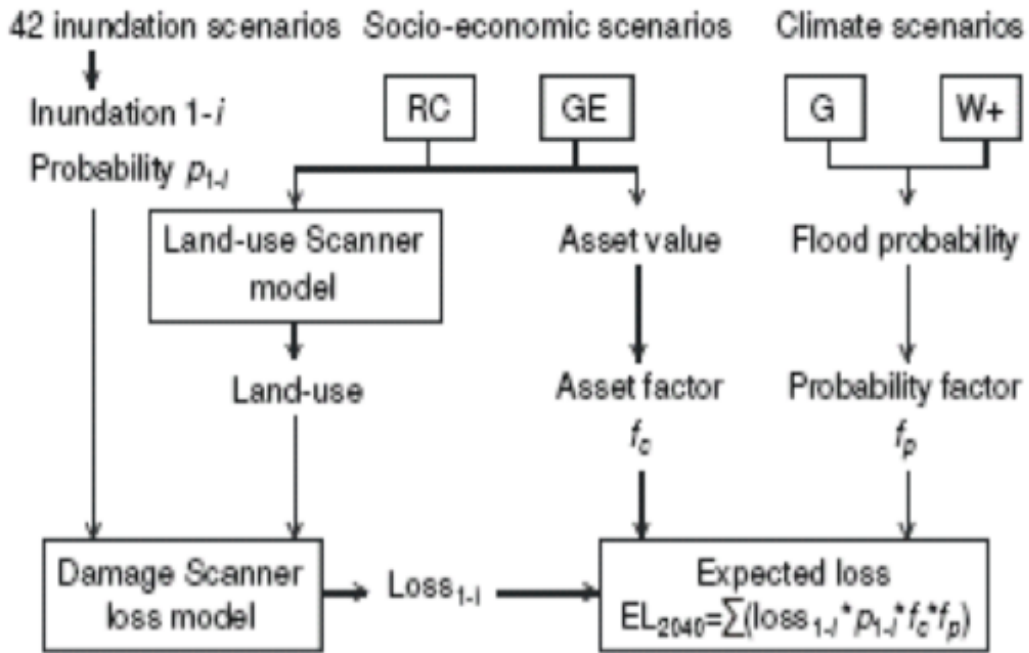 42 inundation scenarios Socio-economic scenarios Climate scenarios
RC GE G W+
Inundation 1-i
Probability p1-i
Land-use Scanner
model
Asset value
Flood probability
Land-use
Asset factor
fc
Probability factor
fp
Damage Scanner
loss model
Loss1-i
Expected loss
EL2040=∑(loss1-i*p1-i*fc*fp)